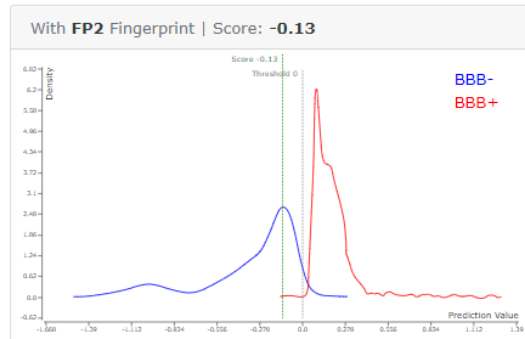 With FP2 Fingerprint | Score: -0.13
Score -0.13
Threshold 0
Density
BBB-
BBB+
6.82
6.2
5.58
4.96
4.34
3.72
3.1
2.48
1.86
1.24
0.62
0.0
-0.62
Prediction Value
-1.668 -1.39 -1.112 -0.834 -0.556 -0.278 0.0 0.278 0.556 0.834 1.112 1.39